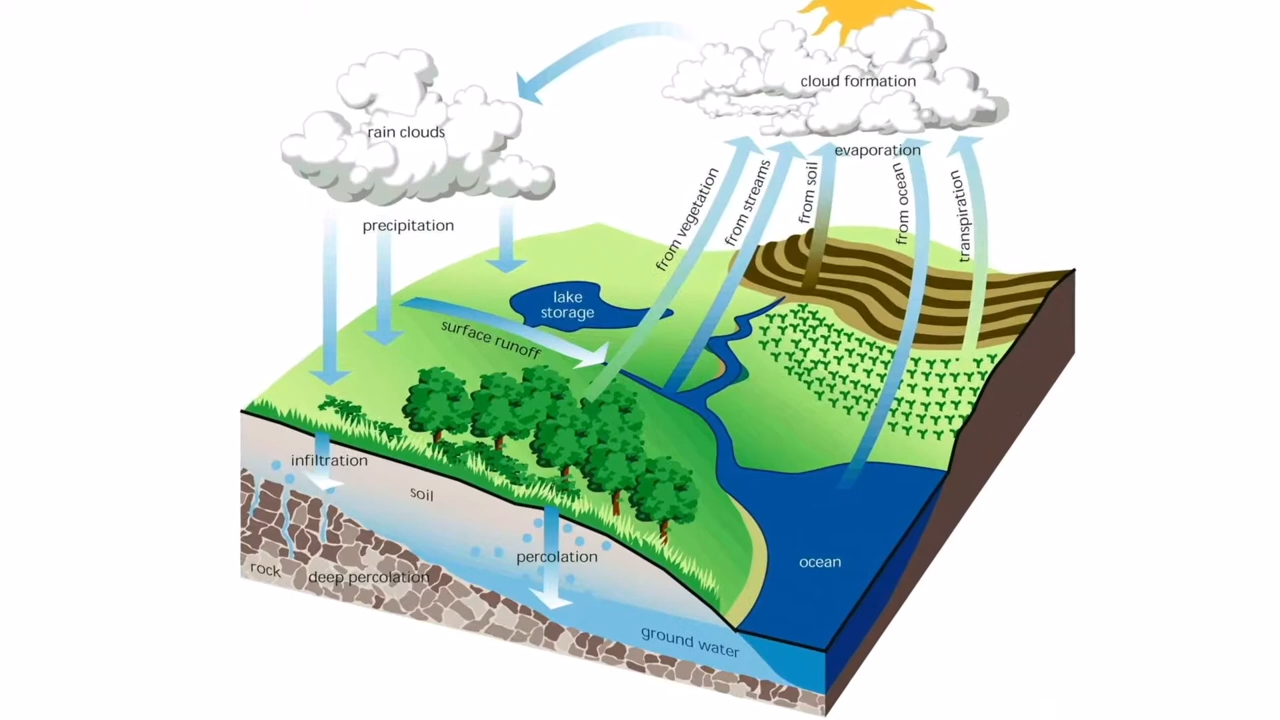 cloud formation
rain clouds
evaporation
precipitation
from vegetation
from streams
from soil
from ocean
transpiration
lake
storage
surface runoff
infiltration
soil
percolation
rock
deep percolation
ocean
ground water